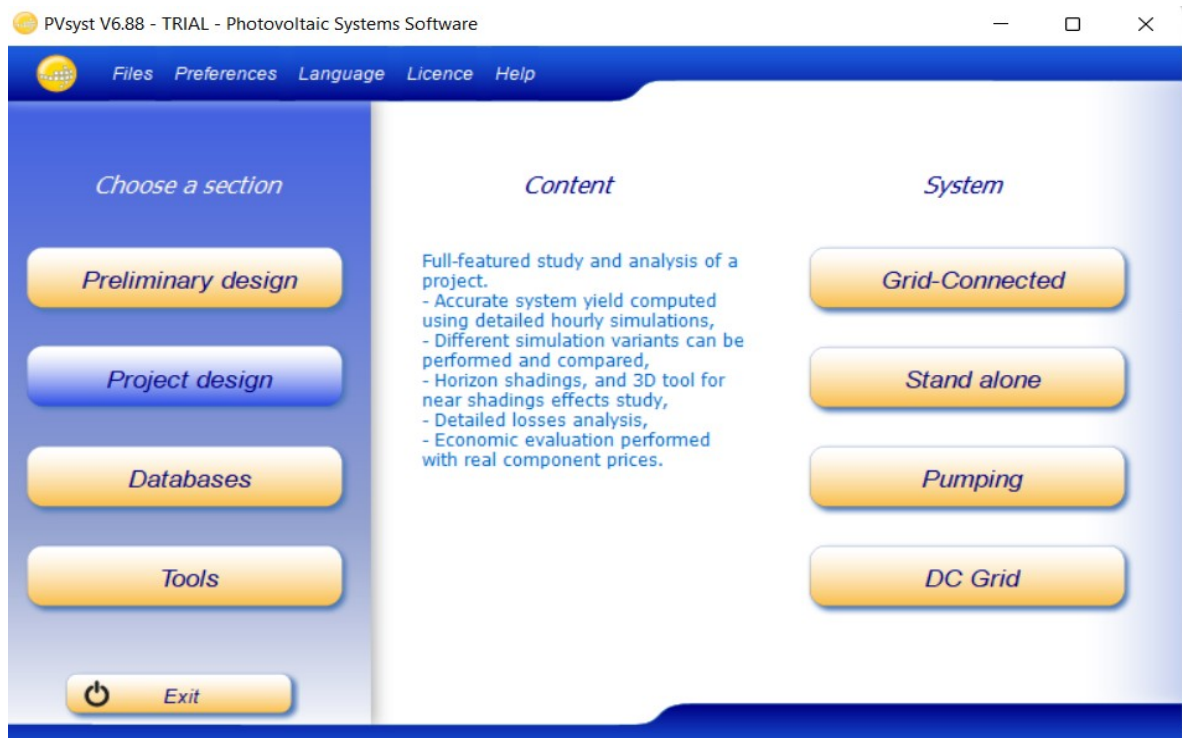 PVsyst V6.88 - TRIAL - Photovoltaic Systems Software
Files Preferences Language Licence Help
Choose a section
Preliminary design
Project design
Databases
Tools
Exit
Content
Full-featured study and analysis of a
project.
- Accurate system yield computed
using detailed hourly simulations,
- Different simulation variants can be
performed and compared,
- Horizon shadings, and 3D tool for
near shadings effects study,
- Detailed losses analysis,
- Economic evaluation performed
with real component prices.
System
Grid-Connected
Stand alone
Pumping
DC Grid